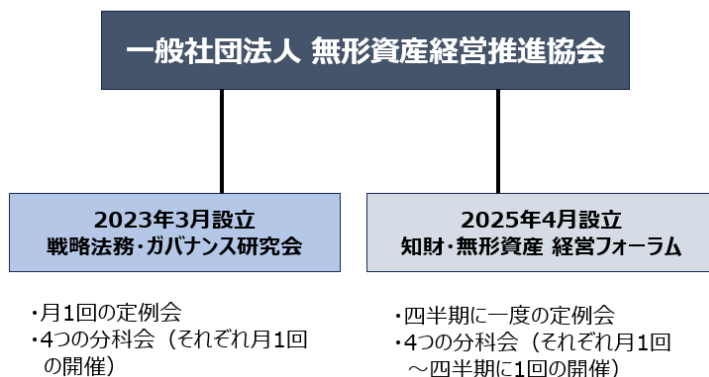 一般社団法人 無形資産経営推進協会
2023年3月設立
戦略法務・ガバナンス研究会
・月1回の定例会
・4つの分科会（それぞれ月1回
の開催）
2025年4月設立
知財・無形資産 経営フォーラム
・四半期に一度の定例会
・4つの分科会（それぞれ月1回
～四半期に1回の開催）